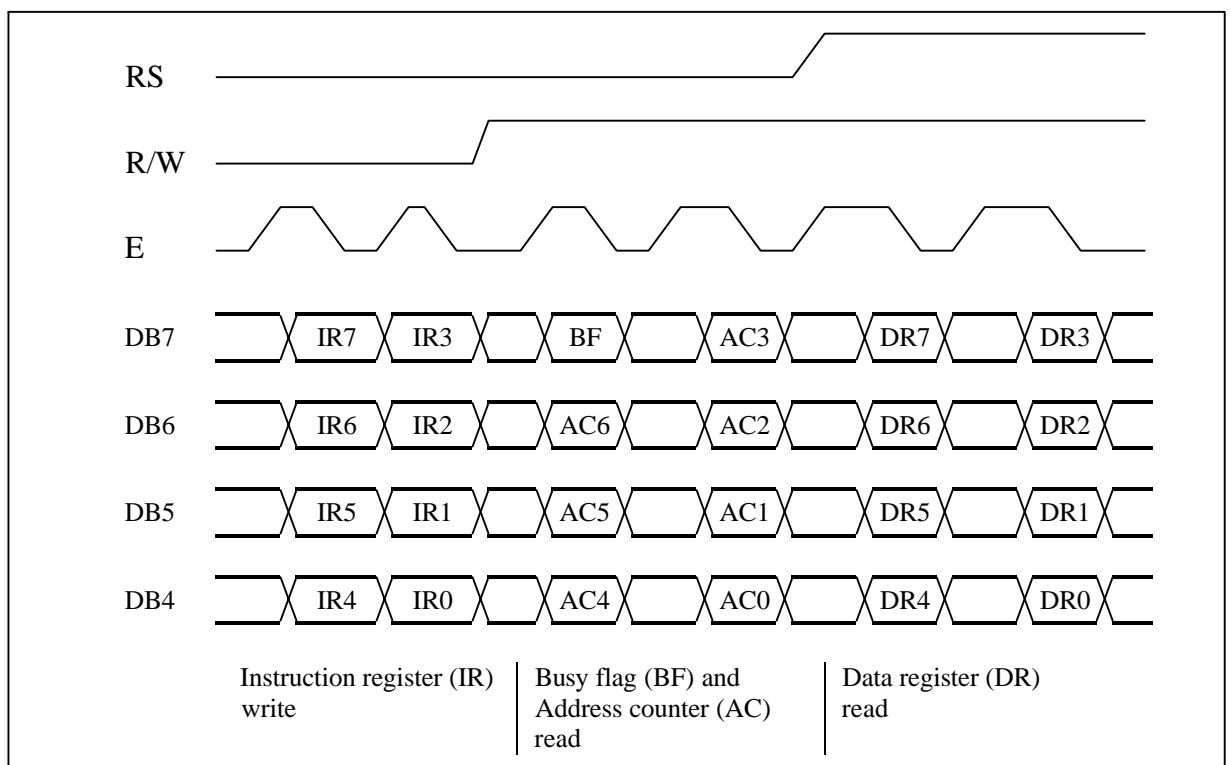 RS
R/W
E
DB7 IR7 IR3 BF AC3 DR7 DR3
DB6 IR6 IR2 AC6 AC2 DR6 DR2
DB5 IR5 IR1 AC5 AC1 DR5 DR1
DB4 IR4 IR0 AC4 AC0 DR4 DR0
Instruction register (IR)
write
Busy flag (BF) and
Address counter (AC)
read
Data register (DR)
read